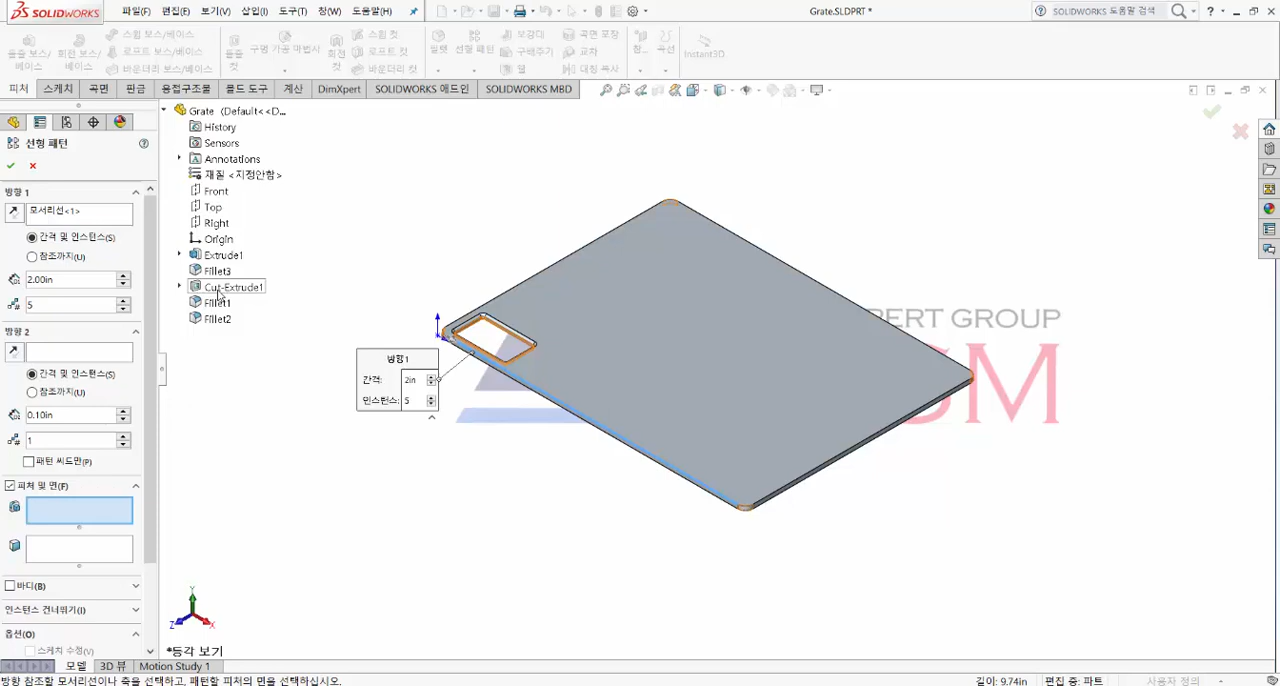 SOLIDWORKS 파일(F) 편집(E) 보기(V) 삽입(I) 도구(T) 창(W) 도움말(H) Grate.SLDPRT * SOLIDWORKS 도움말 검색 ?
돌출 보스/베이스 회전 보스/베이스 스윕 보스/베이스 로프트 보스/베이스 바운더리 보스/베이스
돌출 컷 구멍 가공 마법사 회전 컷 스윕 컷 로프트 컷 바운더리 컷
필렛 선형 패턴 보강대 구배주기 쉘 곡면 포장 교차 대칭 복사 참... 곡선 Instant3D
피처 스케치 곡면 판금 용접구조물 몰드 도구 계산 DimXpert SOLIDWORKS 애드인 SOLIDWORKS MBD
선형 패턴
방향 1
모서리선<1>
간격 및 인스턴스(S)
참조까지(U)
2.00in
5
방향 2
간격 및 인스턴스(S)
참조까지(U)
0.10in
1
패턴 씨드만(P)
피처 및 면(F)
바디(B)
인스턴스 건너뛰기(I)
옵션(O)
스케치 수정(V)
Grate (Default<<D...
History
Sensors
Annotations
재질 <지정안함>
Front
Top
Right
Origin
Extrude1
Fillet3
Cut-Extrude1
Fillet1
Fillet2
방향1
간격: 2in
인스턴스: 5
PERT GROUP
SM
Y
Z
X
*등각 보기
모델 3D 뷰 Motion Study 1
방향 참조할 모서리선이나 축을 선택하고, 패턴할 피처의 면을 선택하십시오. 길이: 9.74in 편집 중: 파트 사용자 정의